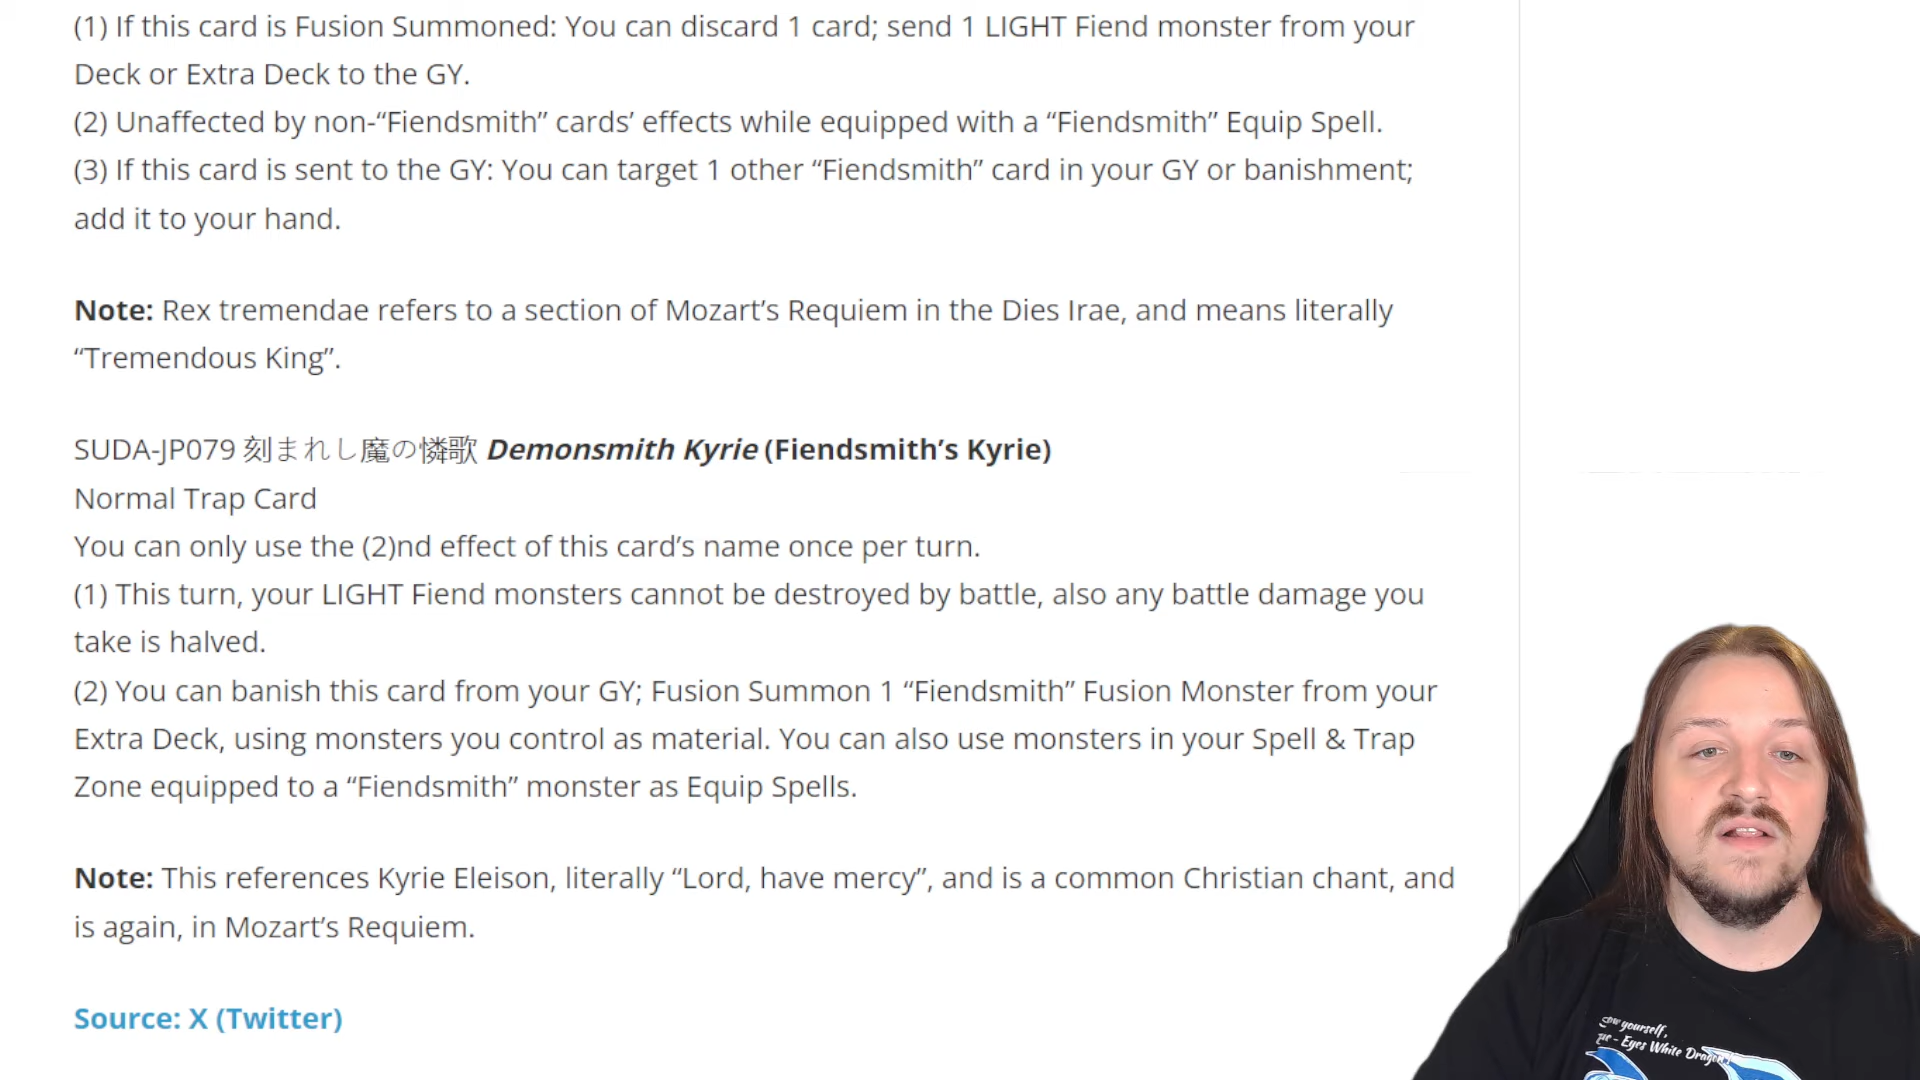 (1) If this card is Fusion Summoned: You can discard 1 card; send 1 LIGHT Fiend monster from your
Deck or Extra Deck to the GY.
(2) Unaffected by non-“Fiendsmith” cards’ effects while equipped with a “Fiendsmith” Equip Spell.
(3) If this card is sent to the GY: You can target 1 other “Fiendsmith” card in your GY or banishment;
add it to your hand.
Note: Rex tremendae refers to a section of Mozart’s Requiem in the Dies Irae, and means literally
“Tremendous King”.
SUDA-JP079 刻まれし魔の憐歌 Demonsmith Kyrie (Fiendsmith’s Kyrie)
Normal Trap Card
You can only use the (2)nd effect of this card’s name once per turn.
(1) This turn, your LIGHT Fiend monsters cannot be destroyed by battle, also any battle damage you
take is halved.
(2) You can banish this card from your GY; Fusion Summon 1 “Fiendsmith” Fusion Monster from your
Extra Deck, using monsters you control as material. You can also use monsters in your Spell & Trap
Zone equipped to a “Fiendsmith” monster as Equip Spells.
Note: This references Kyrie Eleison, literally “Lord, have mercy”, and is a common Christian chant, and
is again, in Mozart’s Requiem.
Source: X (Twitter)
yourself,
Eyes White Dragon